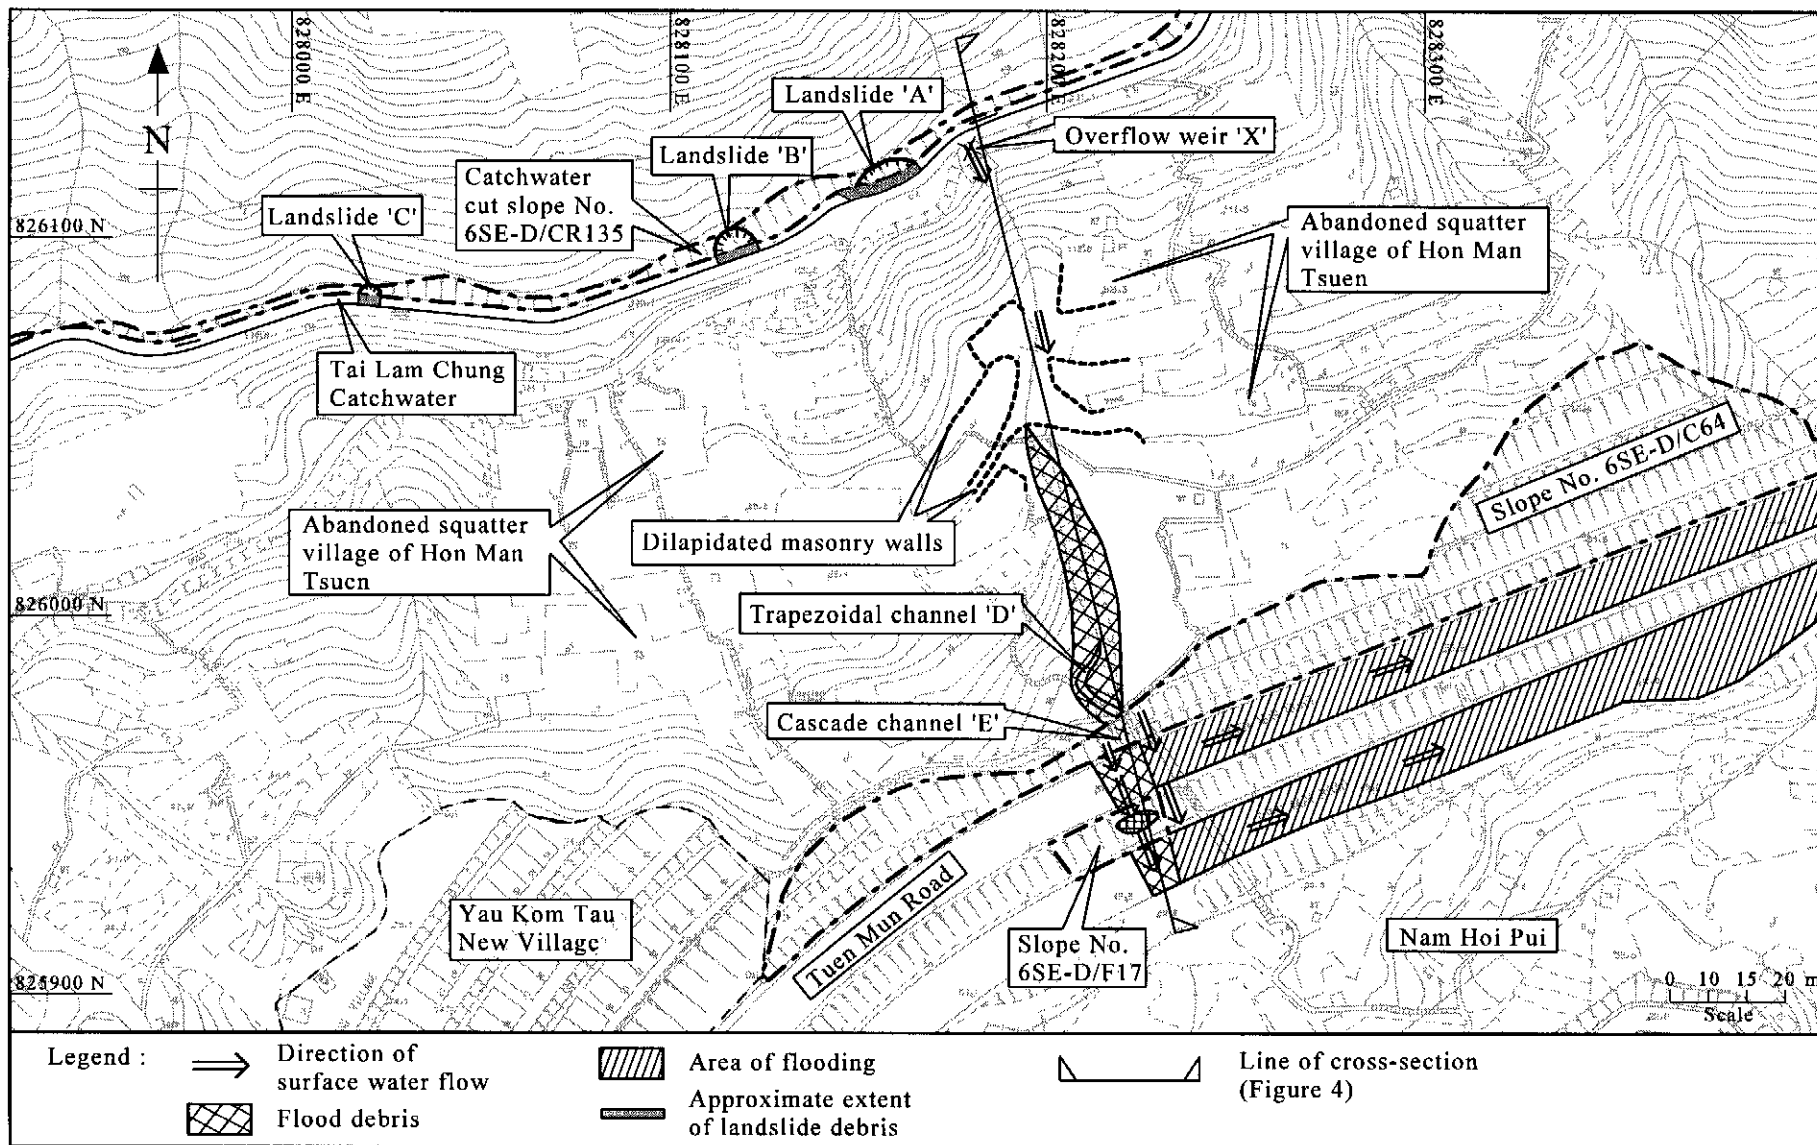 828000 E
828100 E
828200 E
828300 E
N
Landslide 'A'
Overflow weir 'X'
Landslide 'B'
Catchwater
cut slope No.
6SE-D/CR135
Landslide 'C'
826100 N
Abandoned squatter
village of Hon Man
Tsuen
X
Tai Lam Chung
Catchwater
Slope No. 6SE-D/C64
Abandoned squatter
village of Hon Man
Tsuen
Dilapidated masonry walls
826000 N
Trapezoidal channel 'D'
Cascade channel 'E'
Yau Kom Tau
New Village
Tuen Mun Road
Slope No.
6SE-D/F17
Nam Hoi Pui
825900 N
0 10 15 20 m
Scale
Legend :
Direction of
surface water flow
Flood debris
Area of flooding
Approximate extent
of landslide debris
Line of cross-section
(Figure 4)